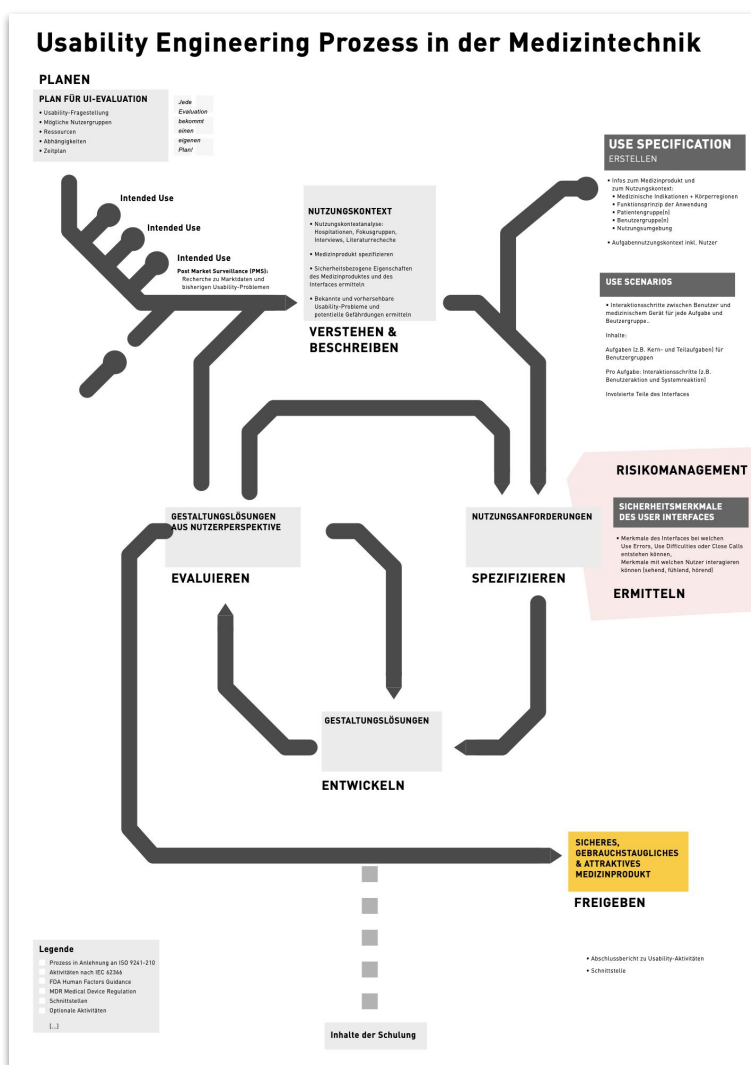 Usability Engineering Prozess in der Medizintechnik
PLANEN
PLAN FÜR UI-EVALUATION
• Usability-Fragestellung
• Mögliche Nutzergruppen
• Ressourcen
• Abhängigkeiten
• Zeitplan
Jede
Evaluation
bekommt
einen
eigenen
Plan!
Intended Use
Intended Use
Intended Use
Post Market Surveillance (PMS):
Recherche zu Marktdaten und
bisherigen Usability-Problemen
NUTZUNGSKONTEXT
• Nutzungskontextanalyse:
Hospitationen, Fokusgruppen,
Interviews, Literaturrecheche
• Medizinprodukt spezifizieren
• Sicherheitsbezogene Eigenschaften
des Medizinproduktes und des
Interfaces ermitteln
• Bekannte und vorhersehbare
Usability-Probleme und
potentielle Gefährdungen ermitteln
VERSTEHEN &
BESCHREIBEN
USE SPECIFICATION
ERSTELLEN
• Infos zum Medizinprodukt und
zum Nutzungskontext:
• Medizinische Indikationen + Körperregionen
• Funktionsprinzip der Anwendung
• Patientengruppe(n)
• Benutzergruppe(n)
• Nutzungsumgebung
• Aufgabennutzungskontext inkl. Nutzer
USE SCENARIOS
• Interaktionsschritte zwischen Benutzer und
medizinischem Gerät für jede Aufgabe und
Beutzergruppe..
Inhalte:
Aufgaben (z.B. Kern- und Teilaufgaben) für
Benutzergruppen
Pro Aufgabe: Interaktionsschritte (z.B.
Benutzeraktion und Systemreaktion)
Involvierte Teile des Interfaces
RISIKOMANAGEMENT
SICHERHEITSMERKMALE
DES USER INTERFACES
• Merkmale des Interfaces bei welchen
Use Errors, Use Difficulties oder Close Calls
entstehen können,
Merkmale mit welchen Nutzer interagieren
können (sehend, fühlend, hörend)
ERMITTELN
GESTALTUNGSLÖSUNGEN
AUS NUTZERPERSPEKTIVE
EVALUIEREN
NUTZUNGSANFORDERUNGEN
SPEZIFIZIEREN
GESTALTUNGSLÖSUNGEN
ENTWICKELN
SICHERES,
GEBRAUCHSTAUGLICHES
& ATTRAKTIVES
MEDIZINPRODUKT
FREIGEBEN
• Abschlussbericht zu Usability-Aktivitäten
• Schnittstelle
Legende
Prozess in Anlehnung an ISO 9241-210
Aktivitäten nach IEC 62366
FDA Human Factors Guidance
MDR Medical Device Regulation
Schnittstellen
Optionale Aktivitäten
[...]
Inhalte der Schulung